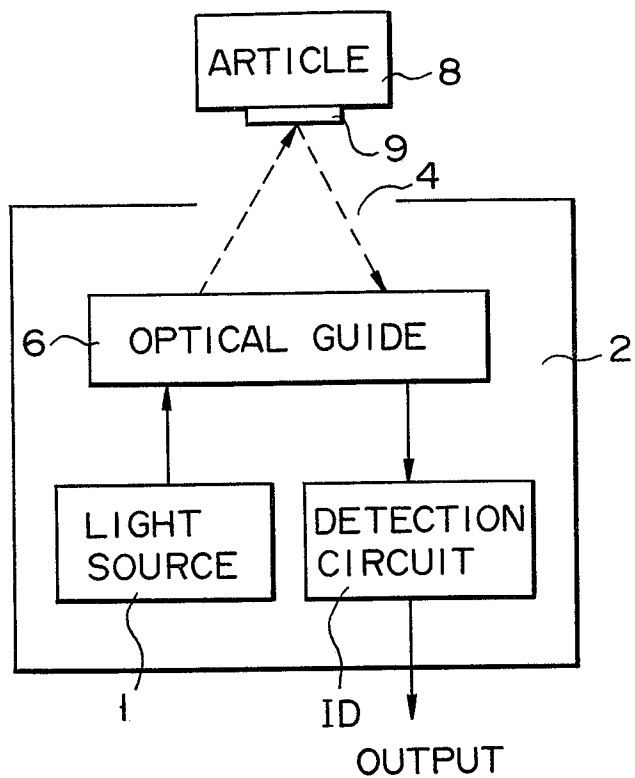 ARTICLE
8
9
4
6
OPTICAL GUIDE
2
LIGHT
SOURCE
DETECTION
CIRCUIT
1
ID
OUTPUT